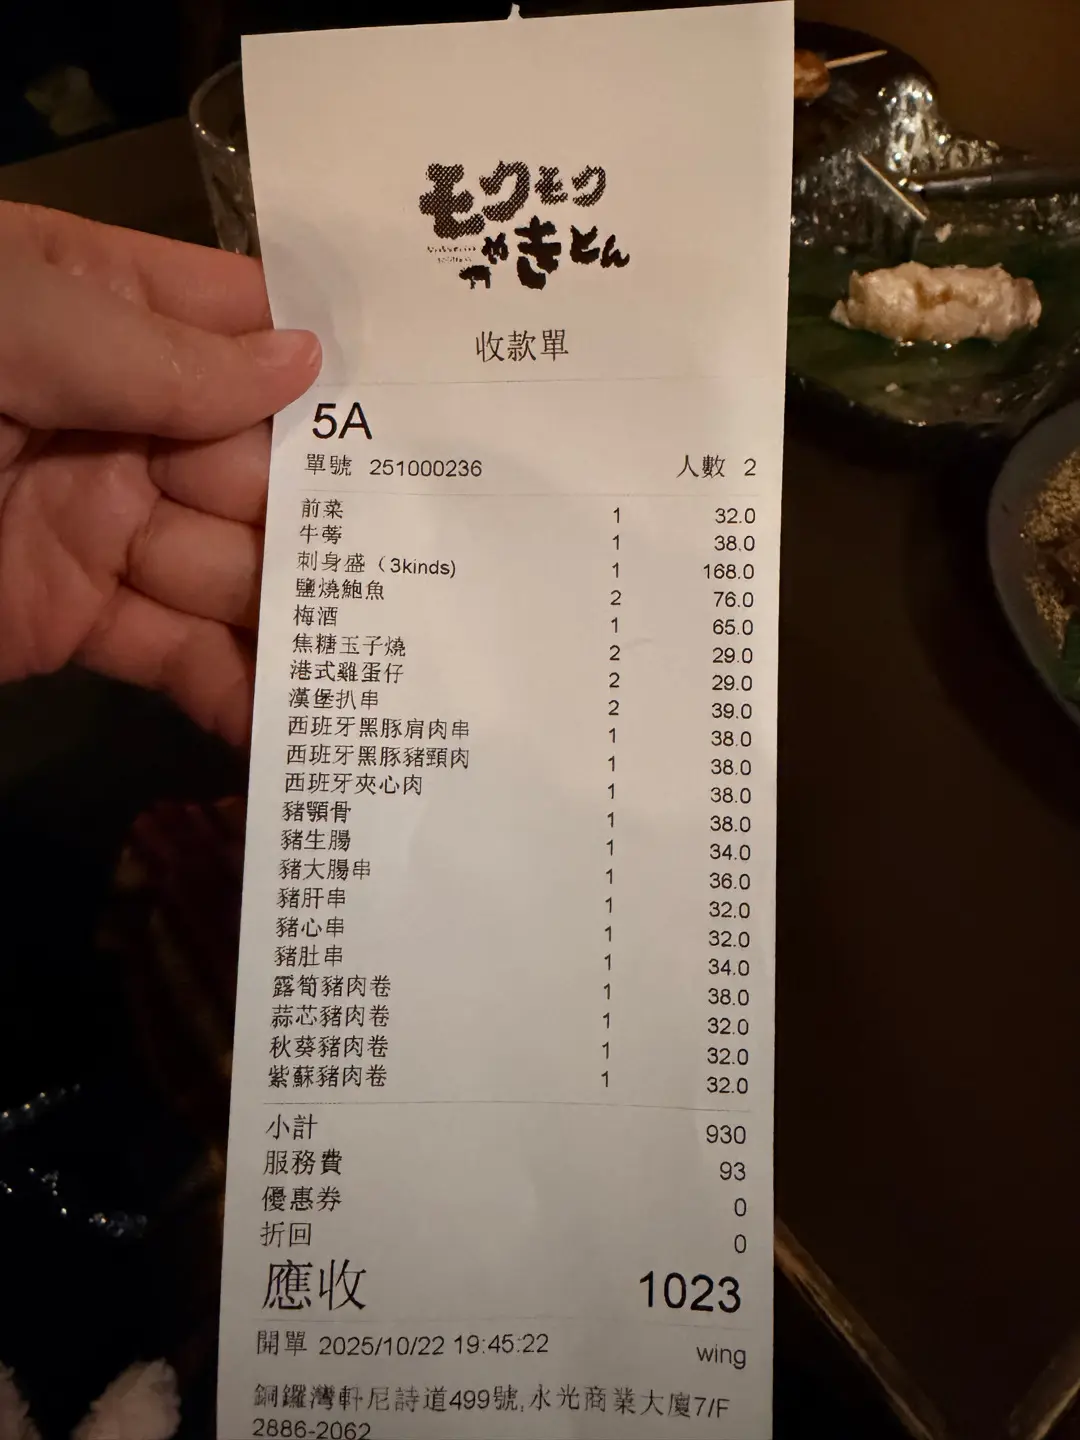 モクモク
やきとん
收款單
5A
單號 251000236 人數 2
前菜 1 32.0
牛蒡 1 38.0
刺身盛（3kinds) 1 168.0
鹽燒鮑魚 2 76.0
梅酒 1 65.0
焦糖玉子燒 2 29.0
港式雞蛋仔 2 29.0
漢堡扒串 2 39.0
西班牙黑豚肩肉串 1 38.0
西班牙黑豚豬頸肉 1 38.0
西班牙夾心肉 1 38.0
豬顎骨 1 38.0
豬生腸 1 34.0
豬大腸串 1 36.0
豬肝串 1 32.0
豬心串 1 32.0
豬肚串 1 34.0
露筍豬肉卷 1 38.0
蒜芯豬肉卷 1 32.0
秋葵豬肉卷 1 32.0
紫蘇豬肉卷 1 32.0
小計 930
服務費 93
優惠券 0
折回 0
應收 1023
開單 2025/10/22 19:45:22 wing
銅鑼灣軒尼詩道499號,永光商業大廈7/F
2886-2062